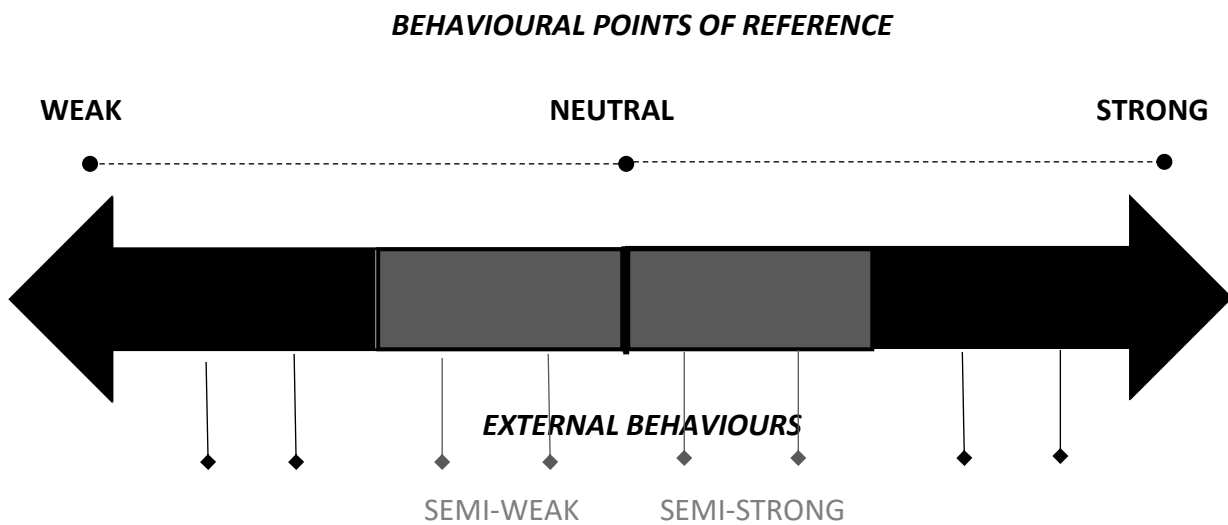 BEHAVIOURAL POINTS OF REFERENCE
WEAK NEUTRAL STRONG
EXTERNAL BEHAVIOURS
SEMI-WEAK SEMI-STRONG